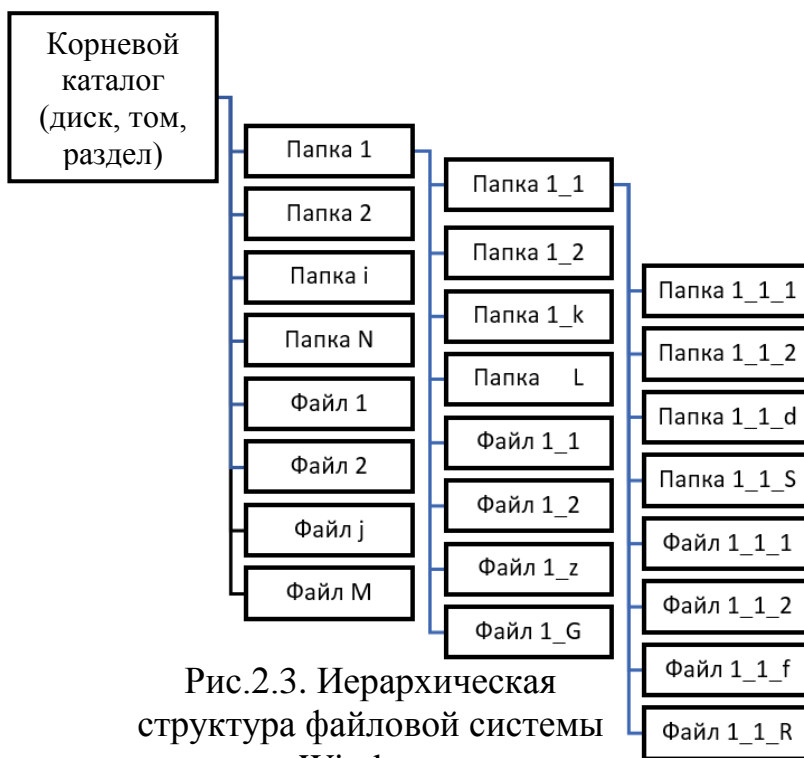 Корневой
каталог
(диск, том,
раздел)
Папка 1
Папка 2
Папка i
Папка N
Файл 1
Файл 2
Файл j
Файл M
Папка 1_1
Папка 1_2
Папка 1_k
Папка L
Файл 1_1
Файл 1_2
Файл 1_z
Файл 1_G
Папка 1_1_1
Папка 1_1_2
Папка 1_1_d
Папка 1_1_S
Файл 1_1_1
Файл 1_1_2
Файл 1_1_f
Файл 1_1_R
Рис.2.3. Иерархическая
структура файловой системы